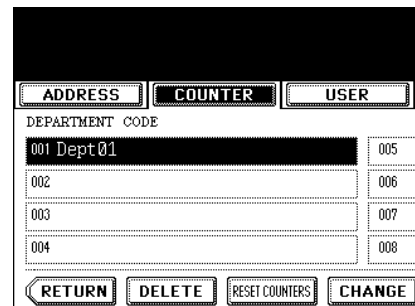 ADDRESS COUNTER USER
DEPARTMENT CODE
001 Dept01 005
002 006
003 007
004 008
RETURN DELETE RESET COUNTERS CHANGE